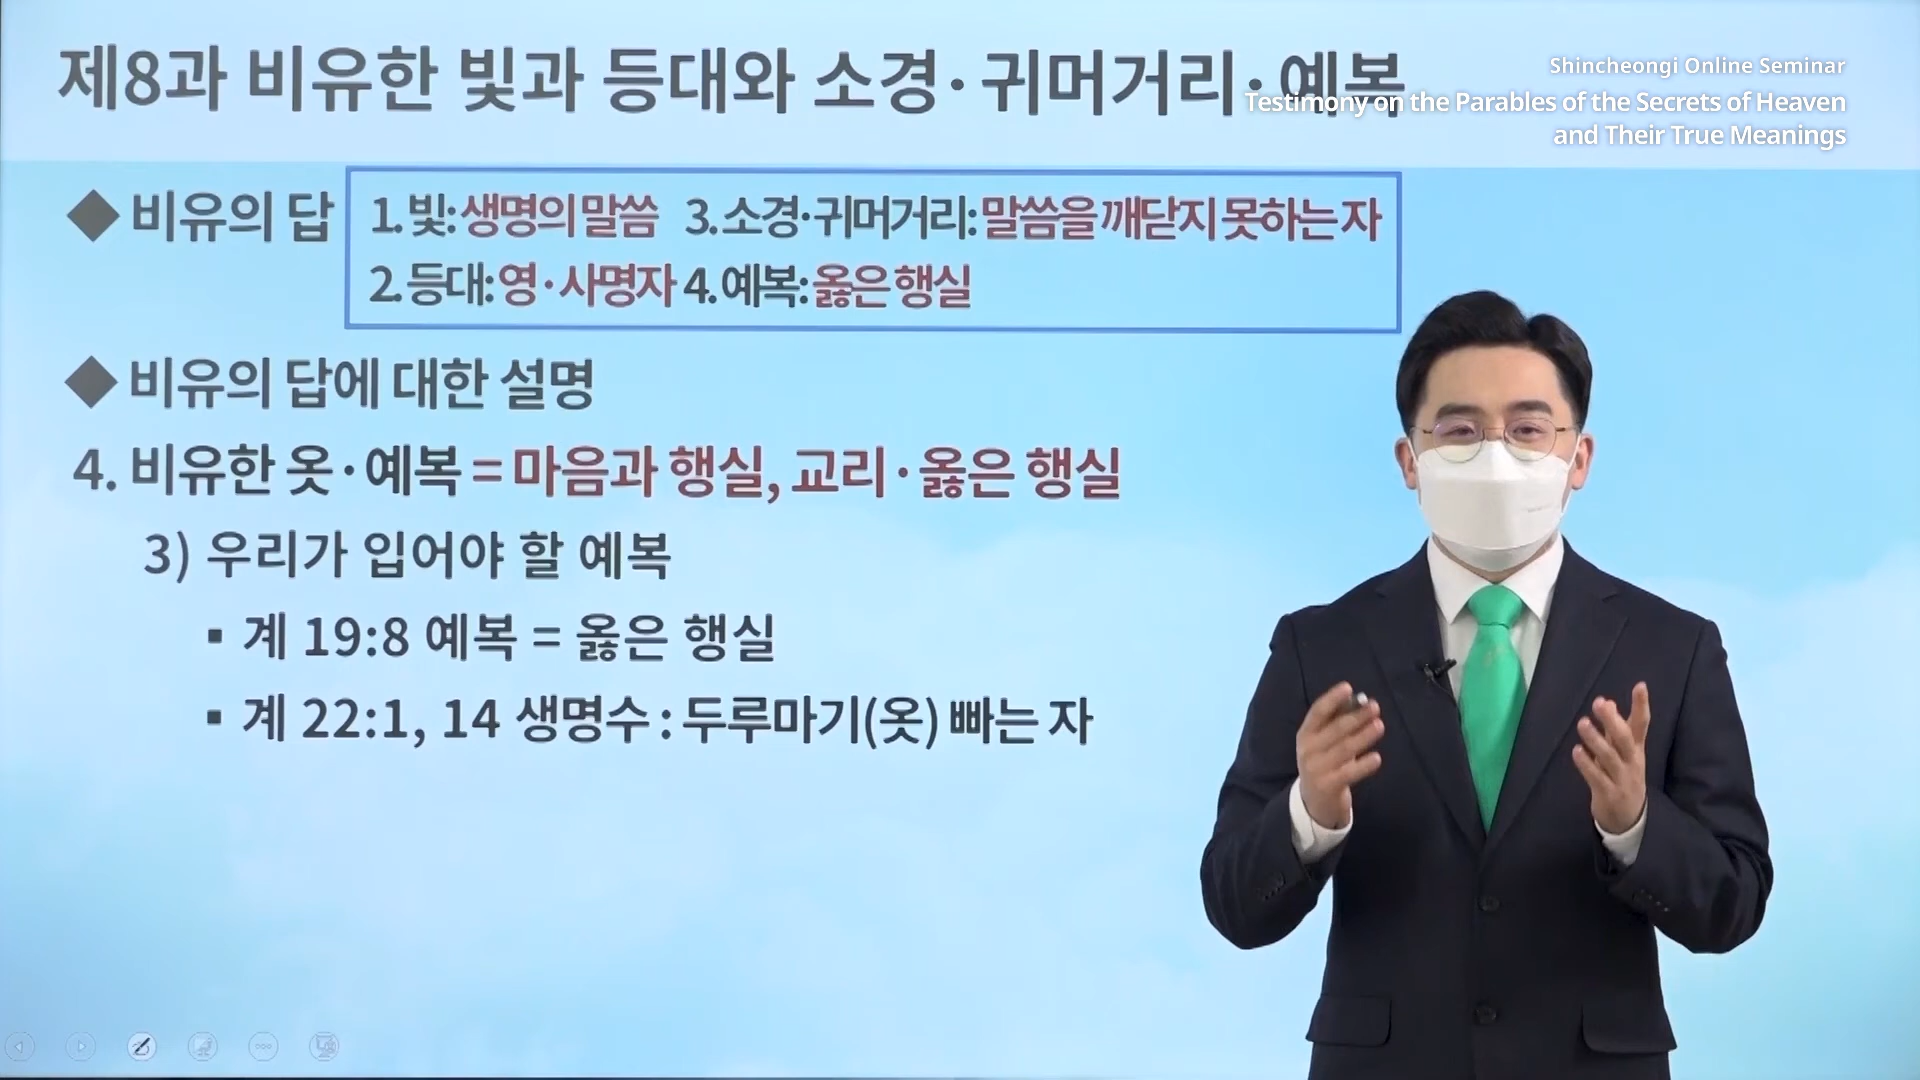 제8과 비유한 빛과 등대와 소경·귀머거리·예복
Shincheongi Online Seminar
Testimony on the Parables of the Secrets of Heaven
and Their True Meanings
◆ 비유의 답
1. 빛: 생명의 말씀 3. 소경·귀머거리: 말씀을 깨닫지 못하는 자
2. 등대: 영·사명자 4. 예복: 옳은 행실
◆ 비유의 답에 대한 설명
4. 비유한 옷·예복 = 마음과 행실, 교리·옳은 행실
3) 우리가 입어야 할 예복
▪ 계 19:8 예복 = 옳은 행실
▪ 계 22:1, 14 생명수 : 두루마기(옷) 빠는 자